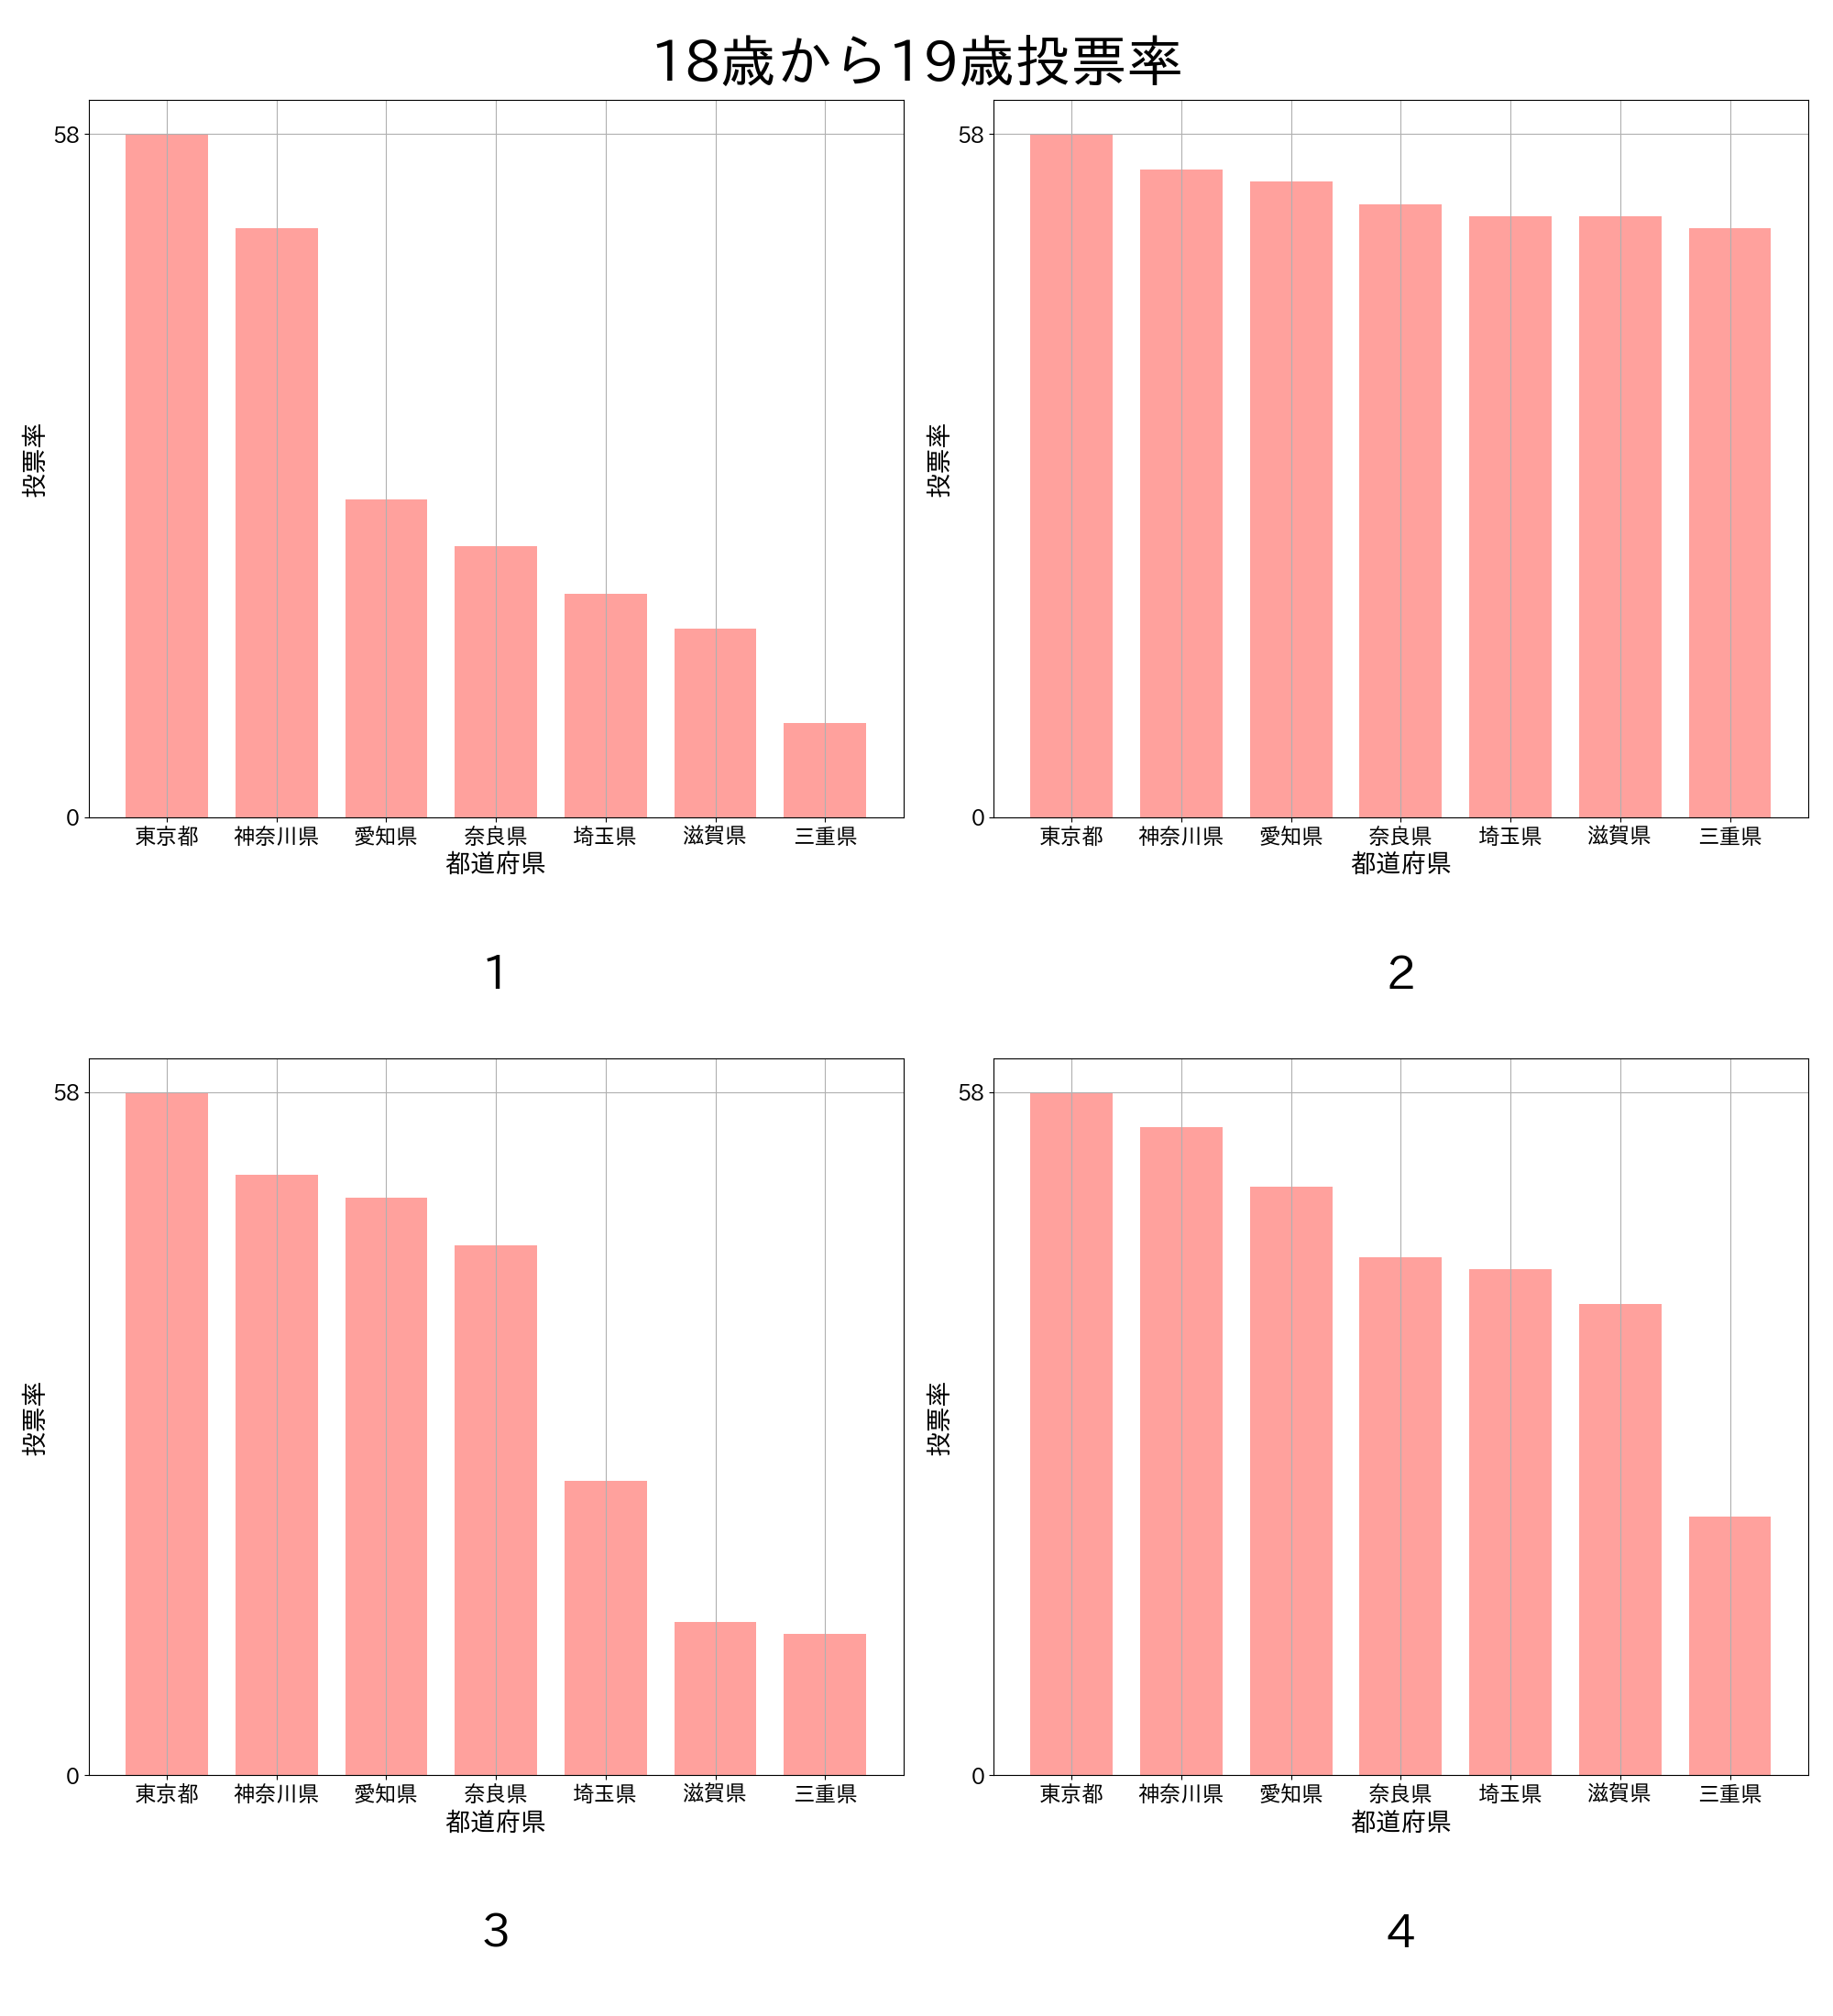 18歳から19歳投票率
58
0
投票率
東京都 神奈川県 愛知県 奈良県 埼玉県 滋賀県 三重県
都道府県
1
58
0
投票率
東京都 神奈川県 愛知県 奈良県 埼玉県 滋賀県 三重県
都道府県
2
58
0
投票率
東京都 神奈川県 愛知県 奈良県 埼玉県 滋賀県 三重県
都道府県
3
58
0
投票率
東京都 神奈川県 愛知県 奈良県 埼玉県 滋賀県 三重県
都道府県
4